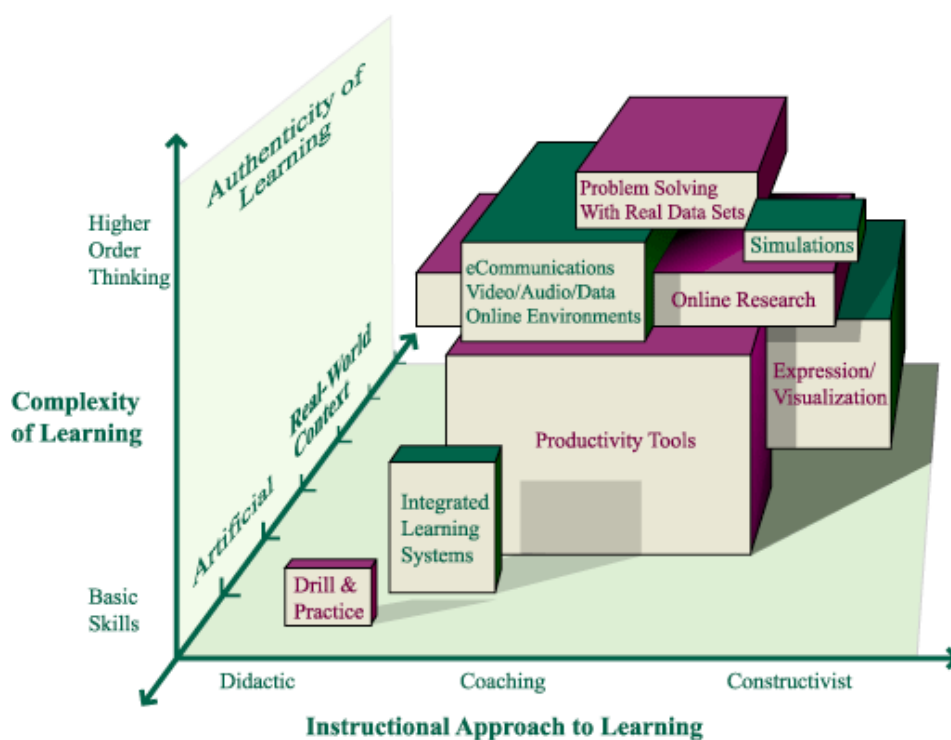 Authenticity of
Learning
Higher
Order
Thinking
Problem Solving
With Real Data Sets
Simulations
eCommunications
Video/Audio/Data
Online Environments
Online Research
Real-World
Context
Expression/
Visualization
Complexity
of Learning
Productivity Tools
Artificial
Integrated
Learning
Systems
Drill &
Practice
Basic
Skills
Didactic
Coaching
Constructivist
Instructional Approach to Learning